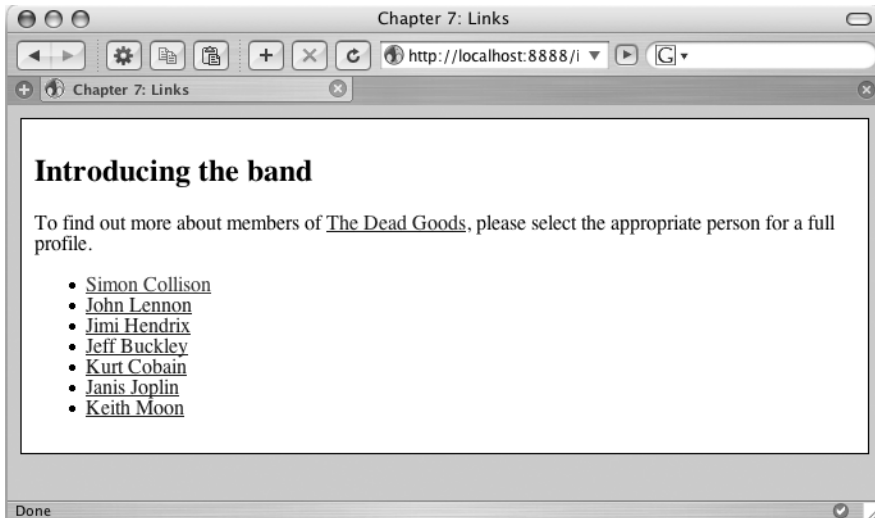 Chapter 7: Links
http://localhost:8888/i
G
Chapter 7: Links
Introducing the band
To find out more about members of The Dead Goods, please select the appropriate person for a full
profile.
• Simon Collison
• John Lennon
• Jimi Hendrix
• Jeff Buckley
• Kurt Cobain
• Janis Joplin
• Keith Moon
Done